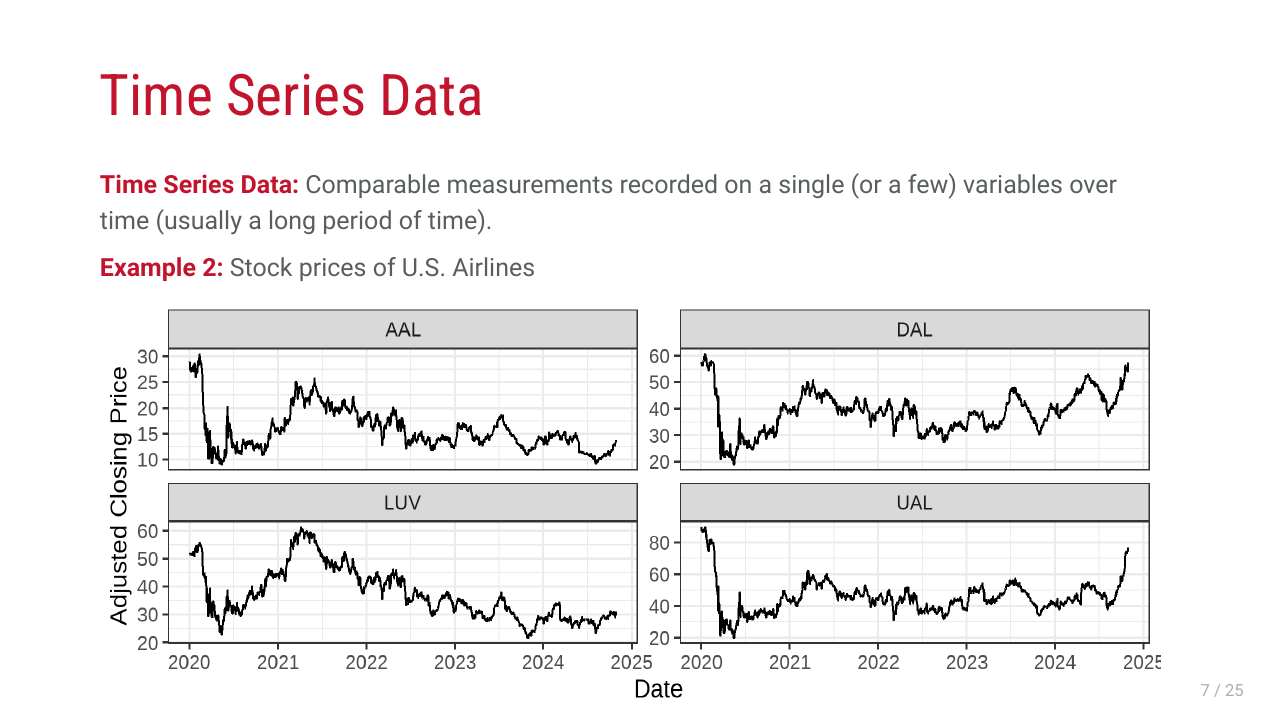 Time Series Data
Time Series Data: Comparable measurements recorded on a single (or a few) variables over
time (usually a long period of time).
Example 2: Stock prices of U.S. Airlines
Adjusted Closing Price
AAL
30
25
20
15
10
DAL
60
50
40
30
20
LUV
60
50
40
30
20
2020 2021 2022 2023 2024 2025
UAL
80
60
40
20
2020 2021 2022 2023 2024 2025
Date
7 / 25